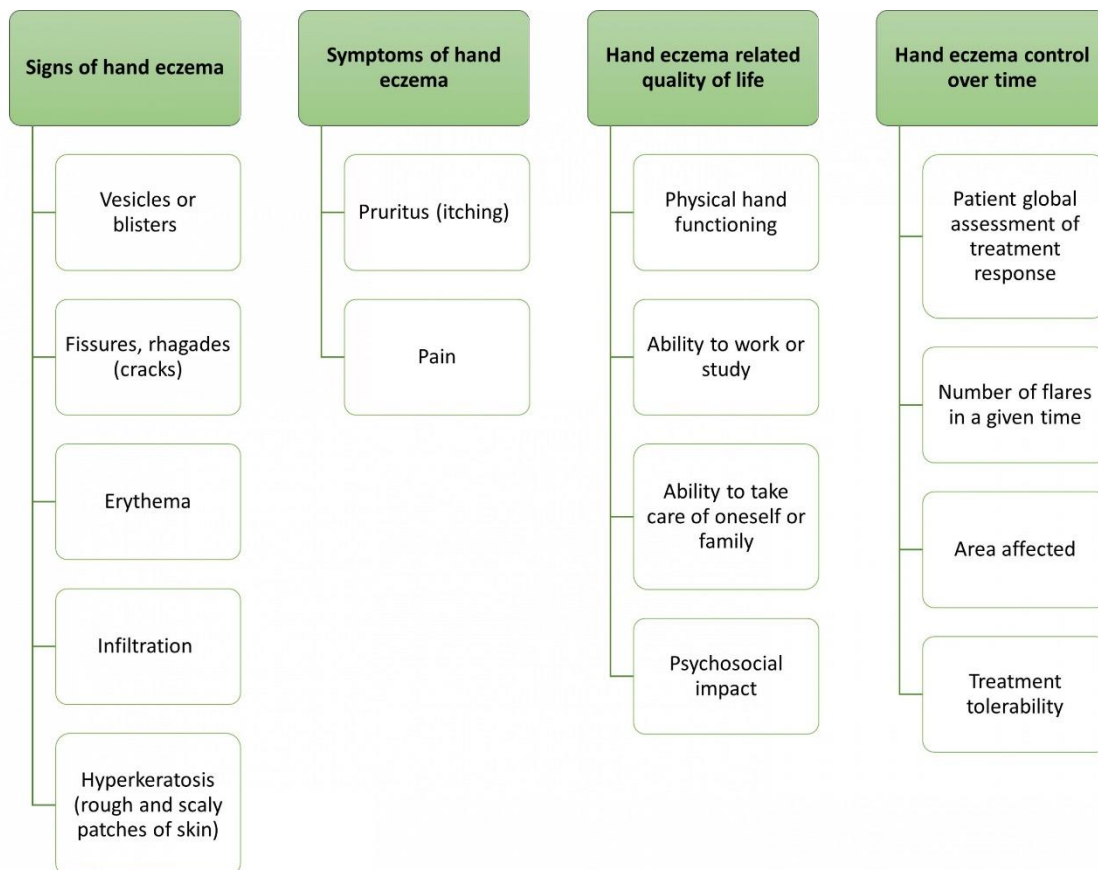 Signs of hand eczema
Vesicles or
blisters
Fissures, rhagades
(cracks)
Erythema
Infiltration
Hyperkeratosis
(rough and scaly
patches of skin)
Symptoms of hand
eczema
Pruritus (itching)
Pain
Hand eczema related
quality of life
Physical hand
functioning
Ability to work or
study
Ability to take
care of oneself or
family
Psychosocial
impact
Hand eczema control
over time
Patient global
assessment of
treatment
response
Number of flares
in a given time
Area affected
Treatment
tolerability